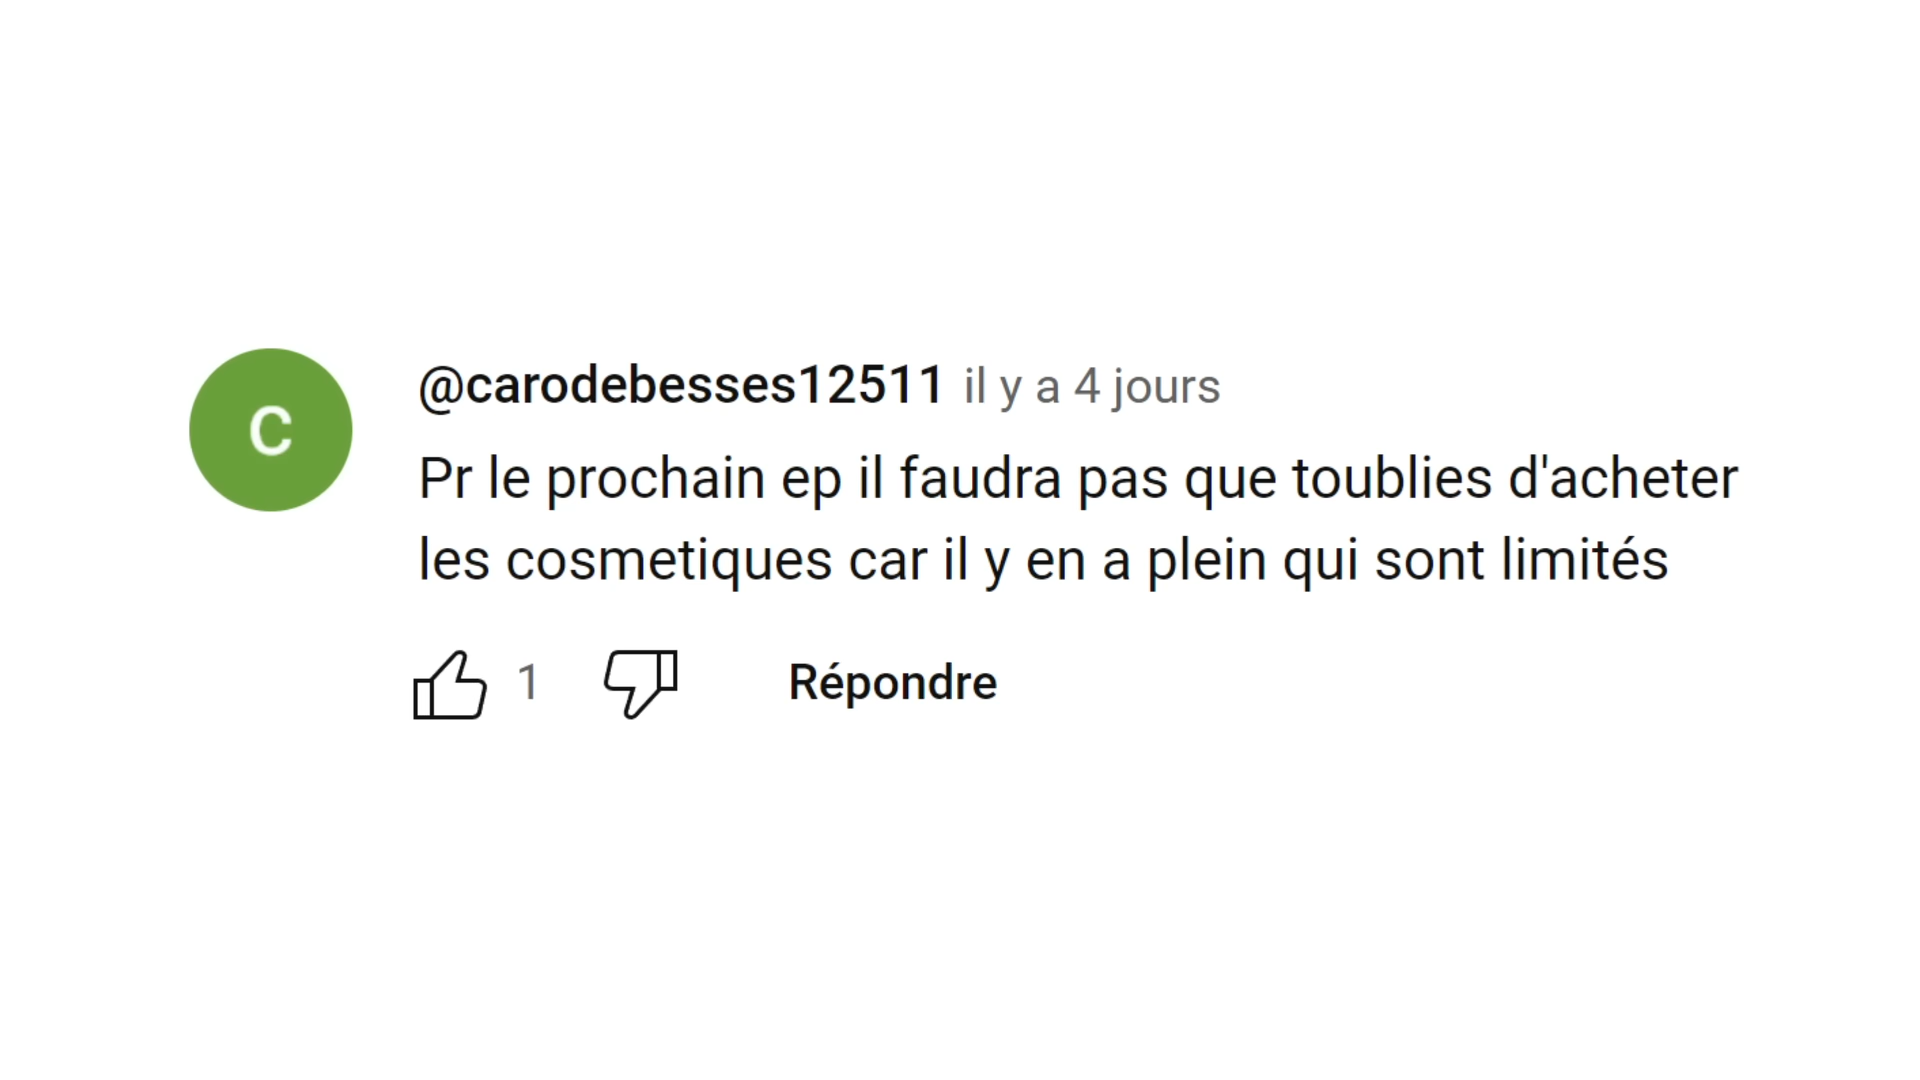 C
@carodebesses12511 il y a 4 jours
Pr le prochain ep il faudra pas que toublies d'acheter
les cosmetiques car il y en a plein qui sont limités
1 Répondre